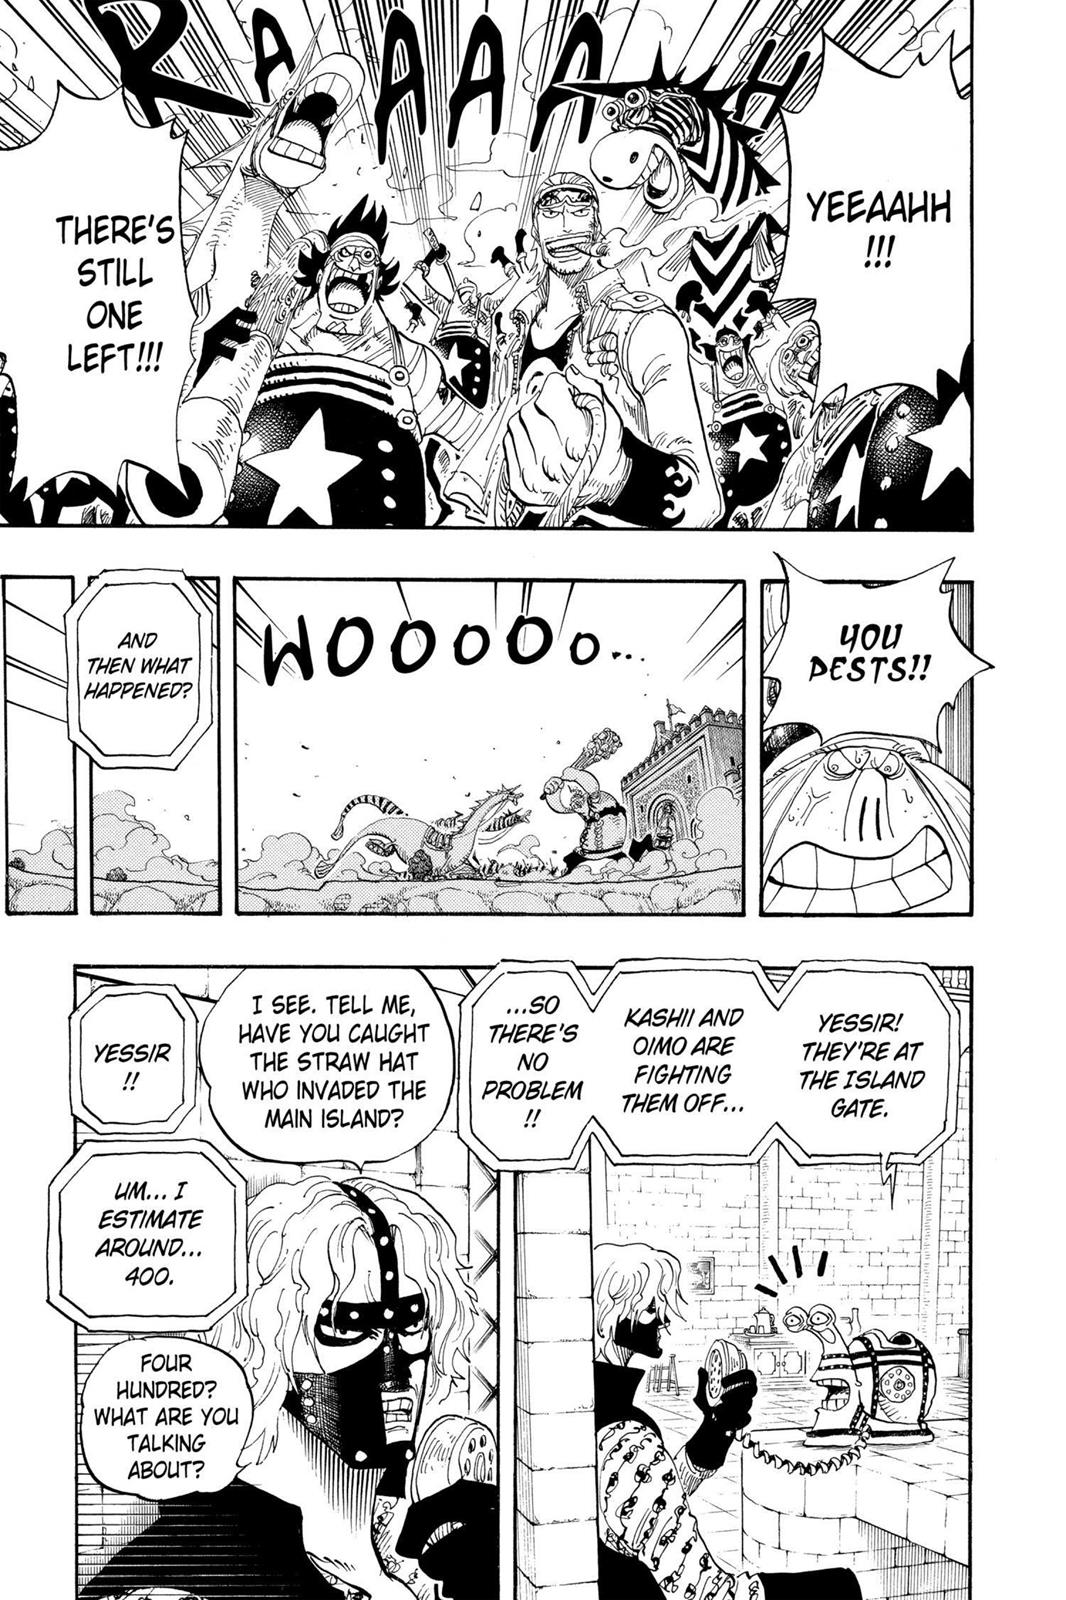 RAAAAAH
YEEAAHH
!!!
THERE'S
STILL
ONE
LEFT!!!
YOU
PESTS!!
WOOOOO...
AND
THEN WHAT
HAPPENED?
YESSIR!
THEY'RE AT
THE ISLAND
GATE.
KASHII AND
OIMO ARE
FIGHTING
THEM OFF...
...SO
THERE'S
NO
PROBLEM
!!
I SEE. TELL ME,
HAVE YOU CAUGHT
THE STRAW HAT
WHO INVADED THE
MAIN ISLAND?
YESSIR
!!
UM... I
ESTIMATE
AROUND...
400.
FOUR
HUNDRED?
WHAT ARE YOU
TALKING
ABOUT?